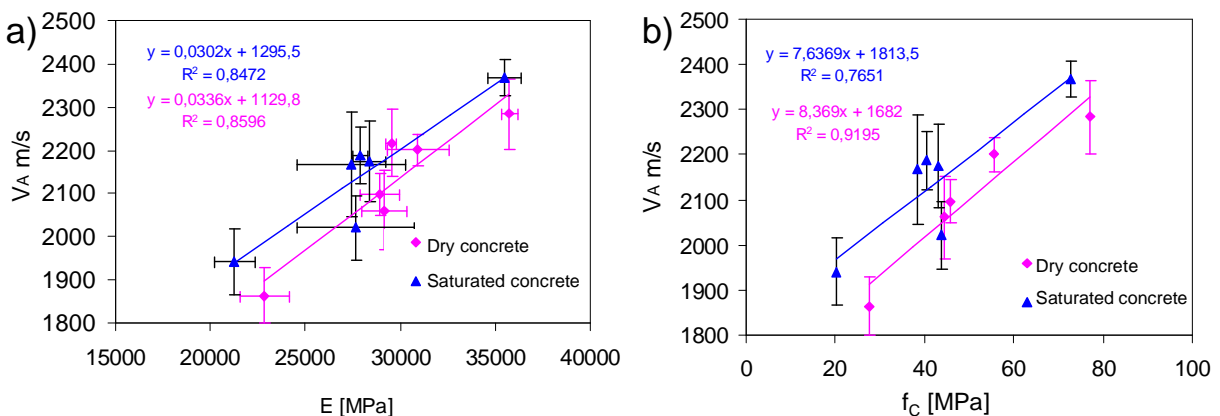 a)
2500
2400
2300
2200
2100
2000
1900
1800
V_A m/s
y = 0,0302x + 1295,5
R² = 0,8472
y = 0,0336x + 1129,8
R² = 0,8596
Dry concrete
Saturated concrete
15000 20000 25000 30000 35000 40000
E [MPa]
b)
2500
2400
2300
2200
2100
2000
1900
1800
V_A m/s
y = 7,6369x + 1813,5
R² = 0,7651
y = 8,369x + 1682
R² = 0,9195
Dry concrete
Saturated concrete
0 20 40 60 80 100
f_C [MPa]